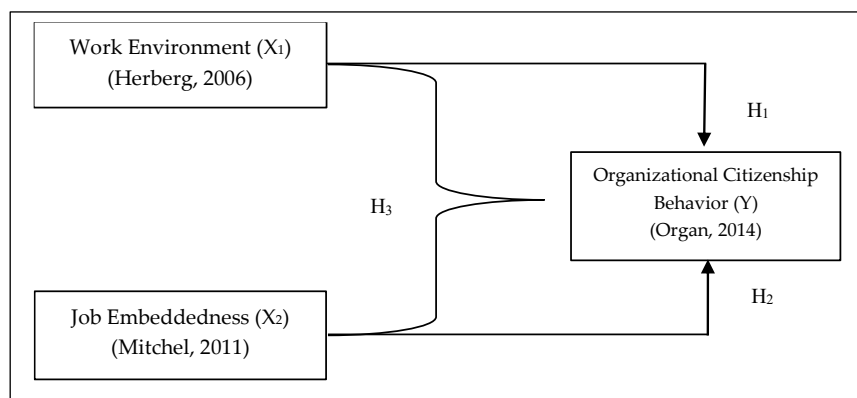 Work Environment (X₁)
(Herberg, 2006)
H₁
Organizational Citizenship
Behavior (Y)
(Organ, 2014)
H₃
H₂
Job Embeddedness (X₂)
(Mitchel, 2011)